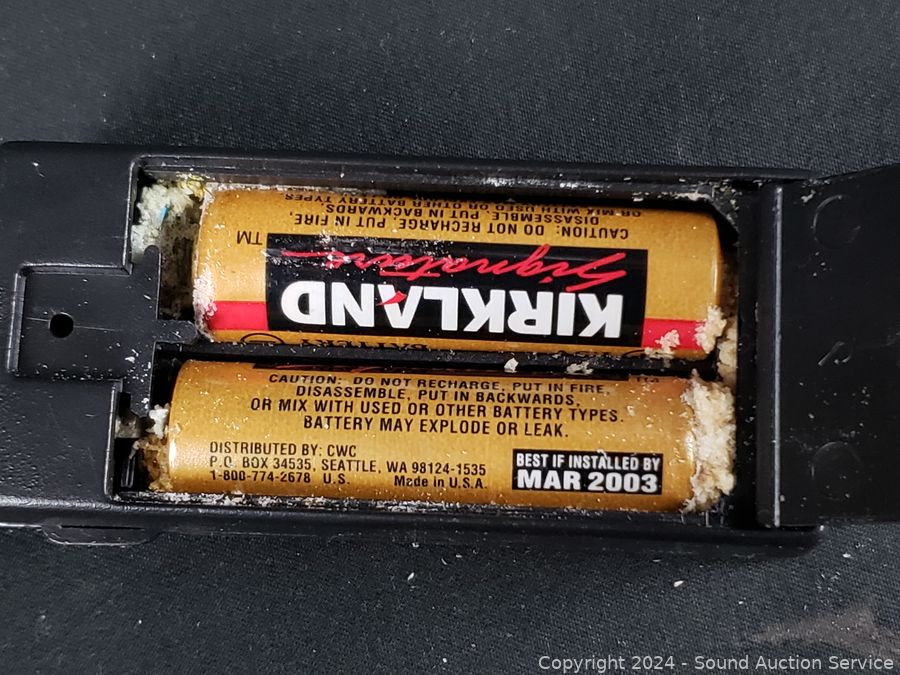 CAUTION: DO NOT RECHARGE, PUT IN FIRE,
DISASSEMBLE, PUT IN BACKWARDS,
OR MIX WITH USED OR OTHER BATTERY TYPES
KIRKLAND
Signature
TM
BATTERY
CAUTION: DO NOT RECHARGE, PUT IN FIRE,
DISASSEMBLE, PUT IN BACKWARDS,
OR MIX WITH USED OR OTHER BATTERY TYPES.
BATTERY MAY EXPLODE OR LEAK.
DISTRIBUTED BY: CWC
P.O. BOX 34535, SEATTLE, WA 98124-1535
1-800-774-2678 U.S. Made in U.S.A.
BEST IF INSTALLED BY
MAR 2003
Copyright © 2024 - Sound Auction Service